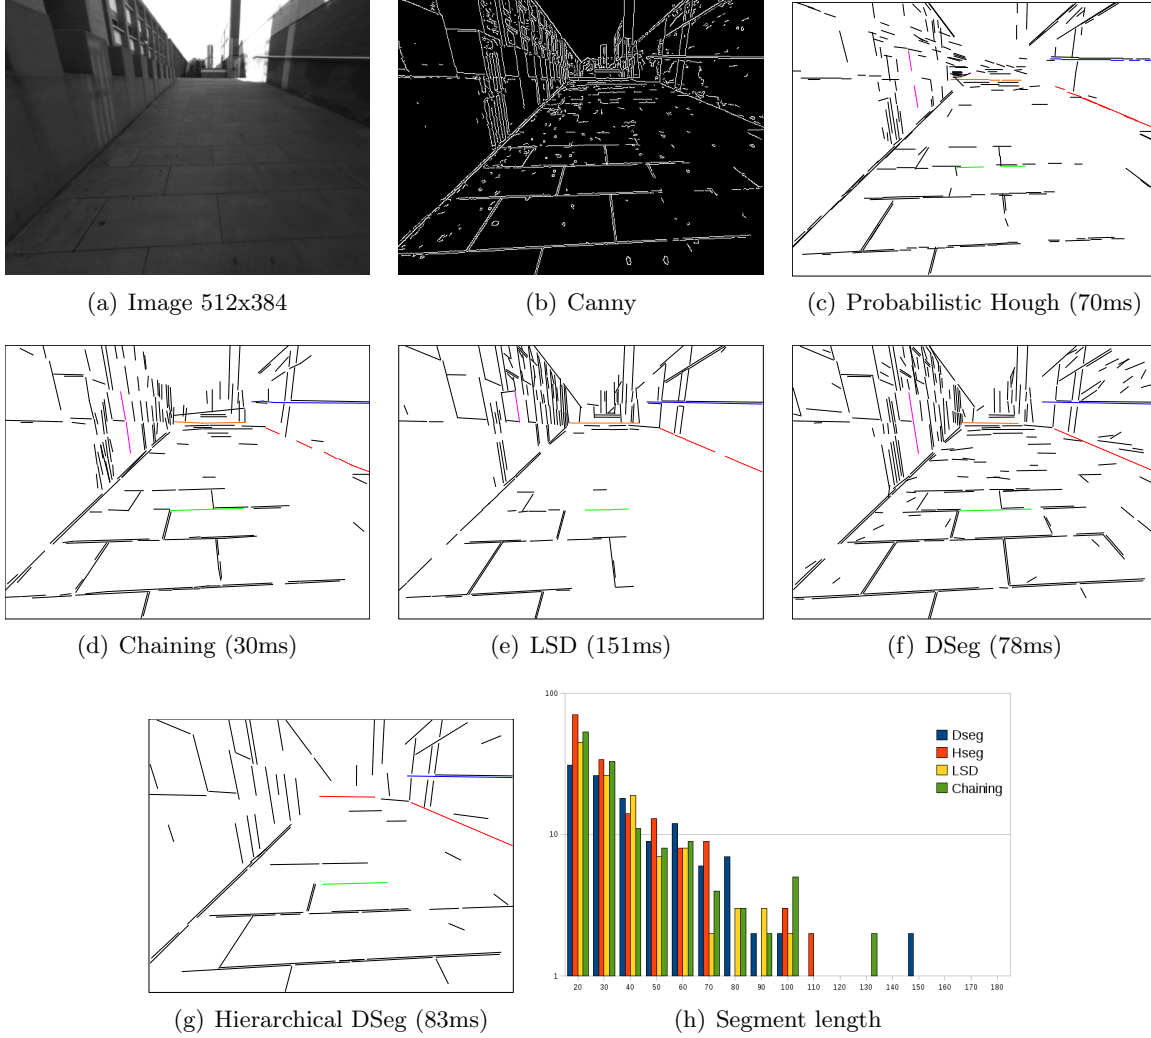 (a) Image 512x384
(b) Canny
(c) Probabilistic Hough (70ms)
(d) Chaining (30ms)
(e) LSD (151ms)
(f) DSeg (78ms)
100
10
1
Dseg
Hseg
LSD
Chaining
20 30 40 50 60 70 80 90 100 110 120 130 140 150 160 170 180
(g) Hierarchical DSeg (83ms)
(h) Segment length